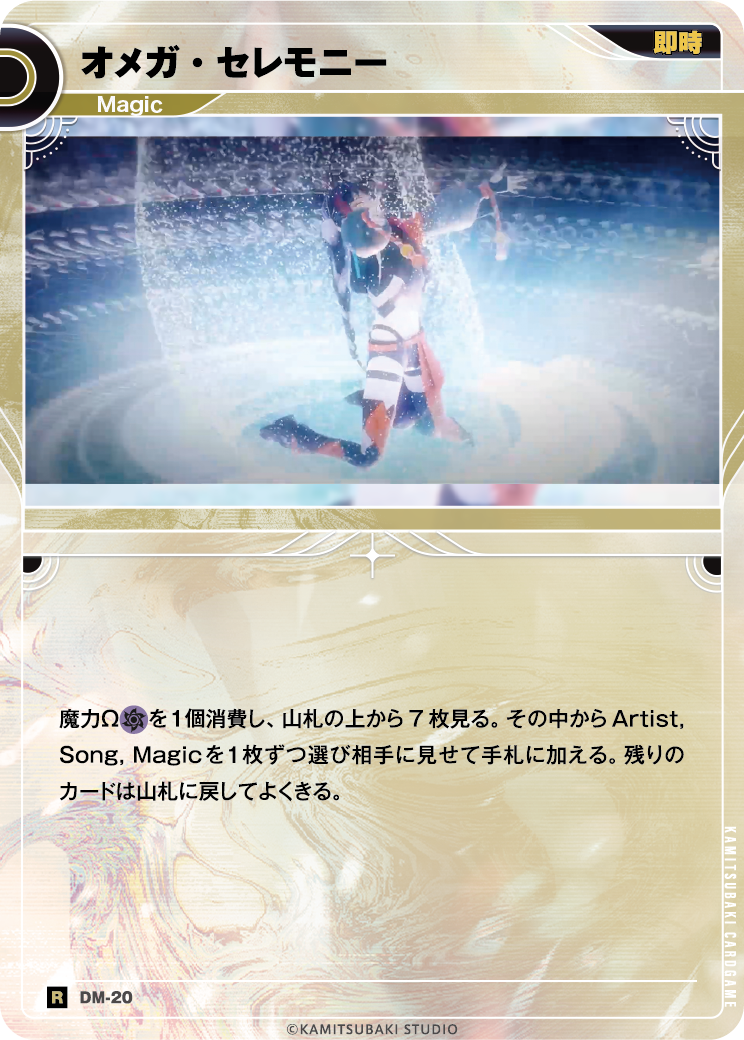 オメガ・セレモニー
即時
Magic
魔力Ωを1個消費し、山札の上から7枚見る。その中からArtist,
Song, Magicを1枚ずつ選び相手に見せて手札に加える。残りの
カードは山札に戻してよくきる。
KAMITSUBAKI CARDGAME
R DM-20
©KAMITSUBAKI STUDIO